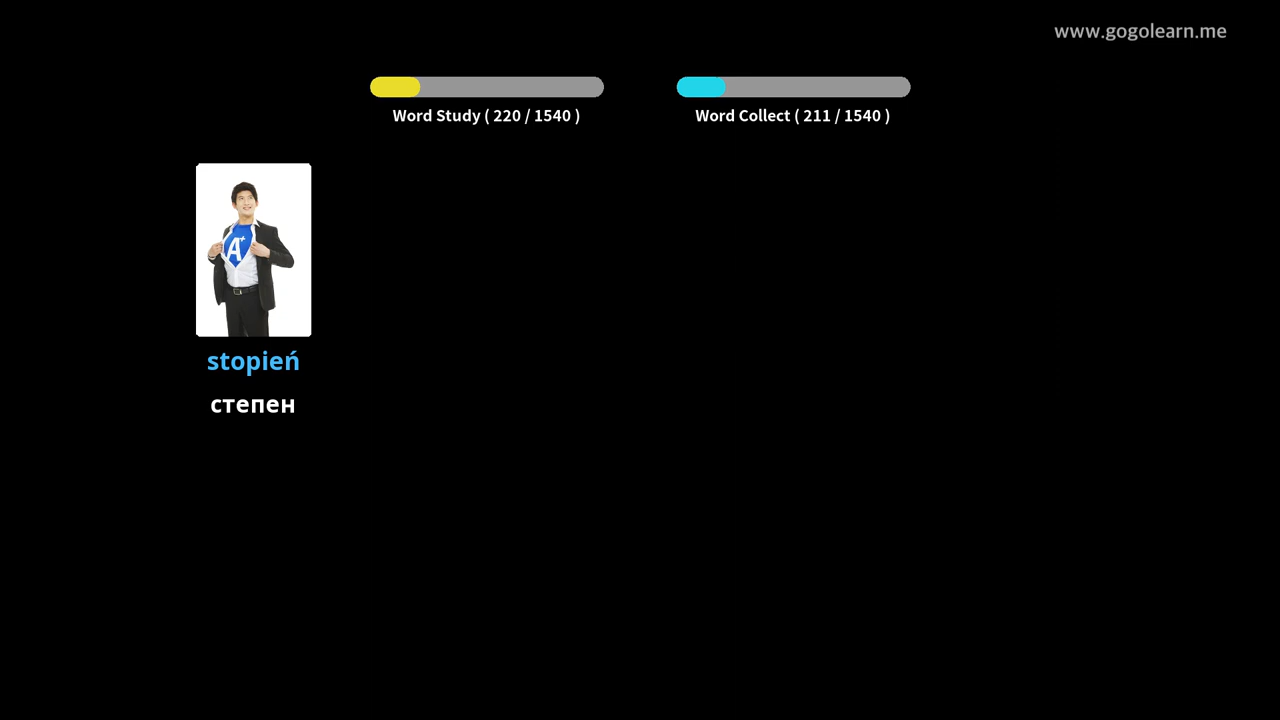 www.gogolearn.me
Word Study ( 220 / 1540 )
Word Collect ( 211 / 1540 )
A+
stopień
степен